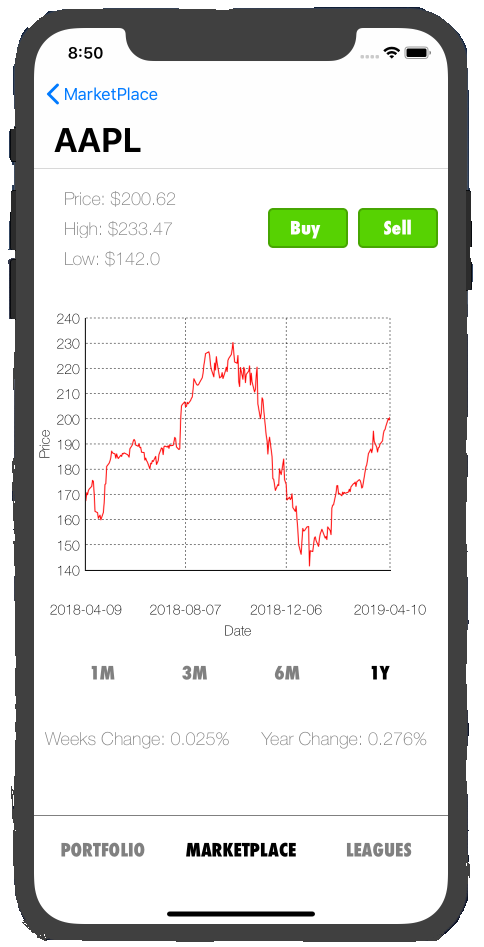 8:50
MarketPlace
AAPL
Price: $200.62
High: $233.47
Low: $142.0
Buy
Sell
240
230
220
210
200
190
180
170
160
150
140
Price
2018-04-09 2018-08-07 2018-12-06 2019-04-10
Date
1M 3M 6M 1Y
Weeks Change: 0.025% Year Change: 0.276%
PORTFOLIO MARKETPLACE LEAGUES